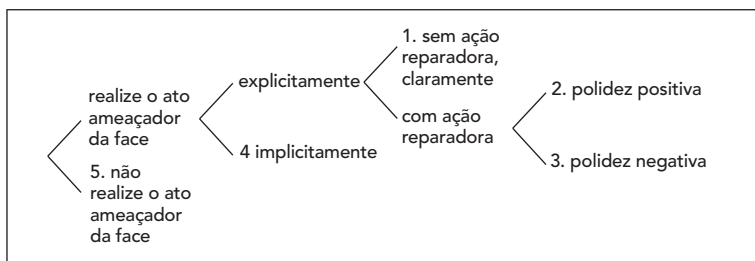 1. sem ação
reparadora,
claramente
explicitamente
realize o ato
ameaçador
da face
com ação
reparadora
2. polidez positiva
4 implicitamente
3. polidez negativa
5. não
realize o ato
ameaçador
da face